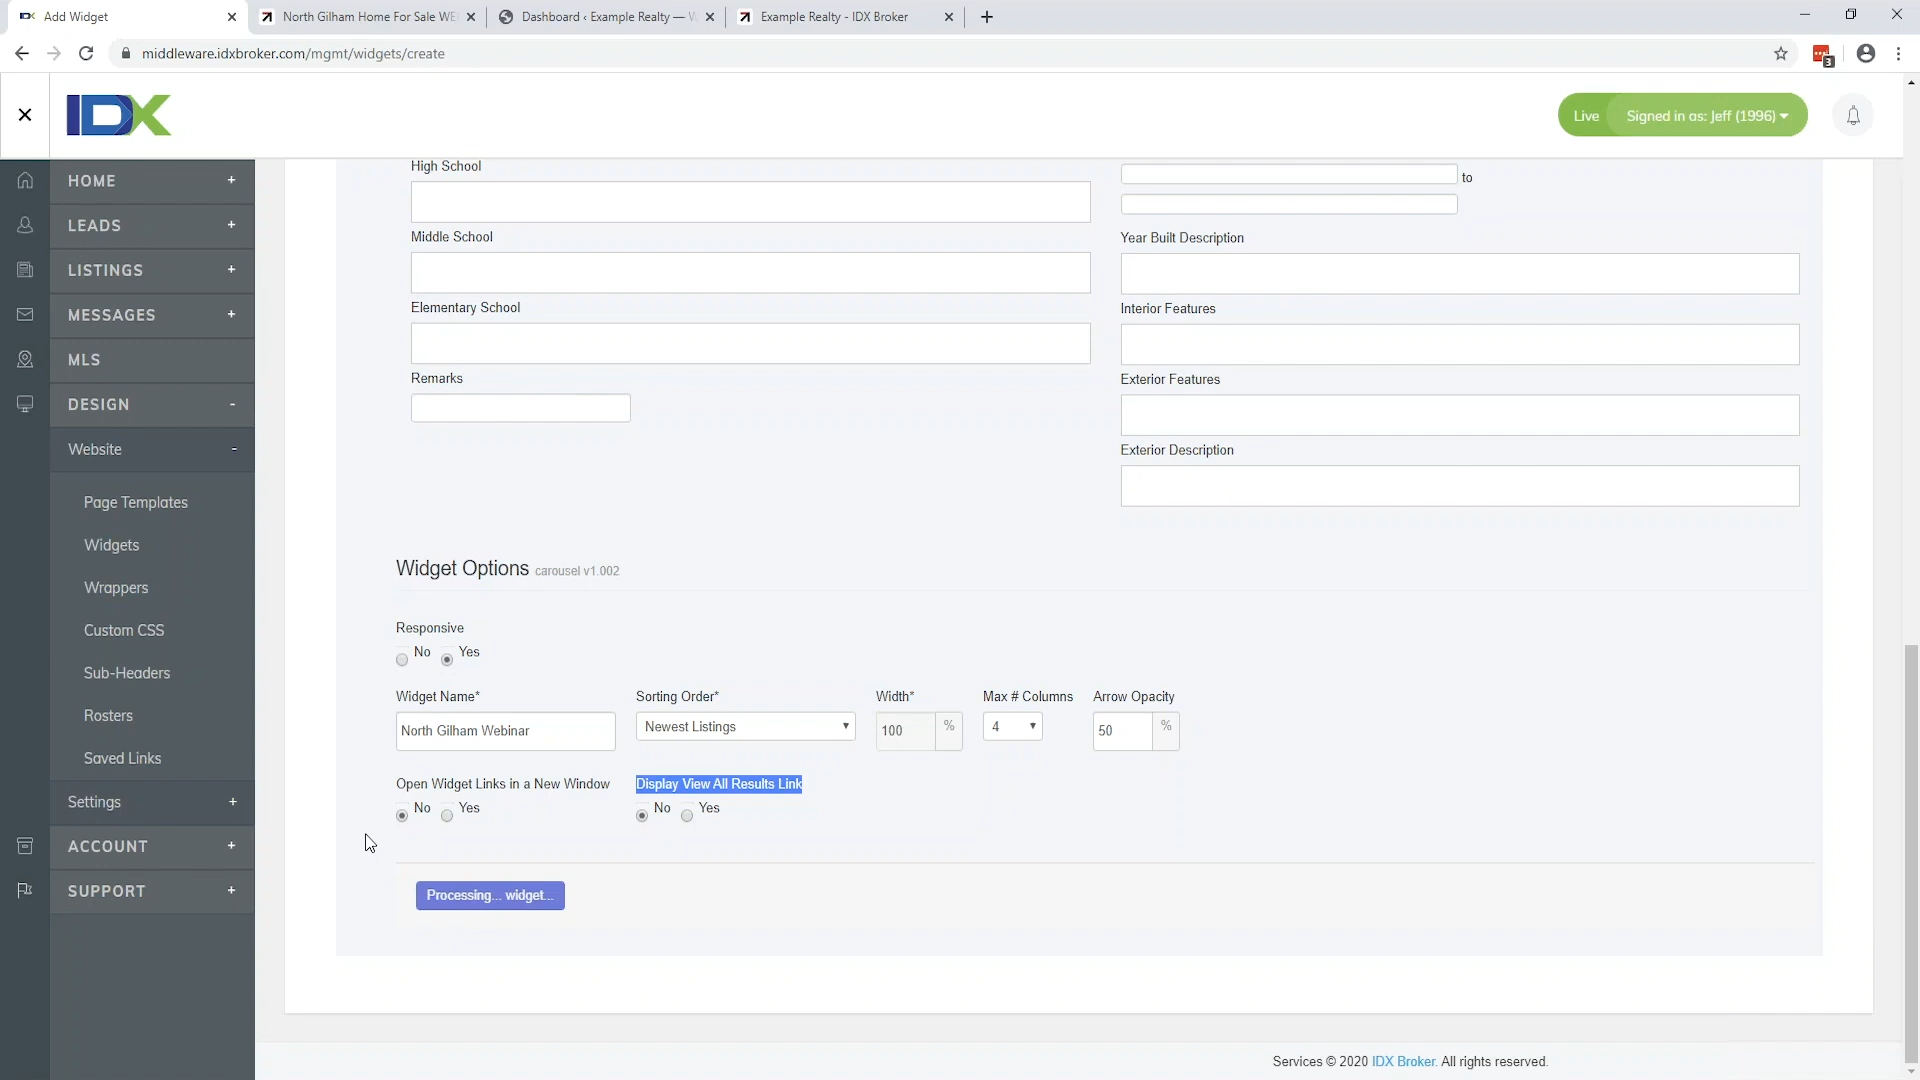 Add Widget
North Gilham Home For Sale WE
Dashboard ‹ Example Realty — W
Example Realty - IDX Broker
middleware.idxbroker.com/mgmt/widgets/create
3
IDX
Live
Signed in as: Jeff (1996)
HOME +
LEADS +
LISTINGS +
MESSAGES +
MLS
DESIGN -
Website -
Page Templates
Widgets
Wrappers
Custom CSS
Sub-Headers
Rosters
Saved Links
Settings +
ACCOUNT +
SUPPORT +
High School
Middle School
Elementary School
Remarks
to
Year Built Description
Interior Features
Exterior Features
Exterior Description
Widget Options carousel v1.002
Responsive
No Yes
Widget Name* Sorting Order* Width* Max # Columns Arrow Opacity
North Gilham Webinar Newest Listings 100 % 4 50 %
Open Widget Links in a New Window Display View All Results Link
No Yes No Yes
Processing... widget...
Services © 2020 IDX Broker. All rights reserved.